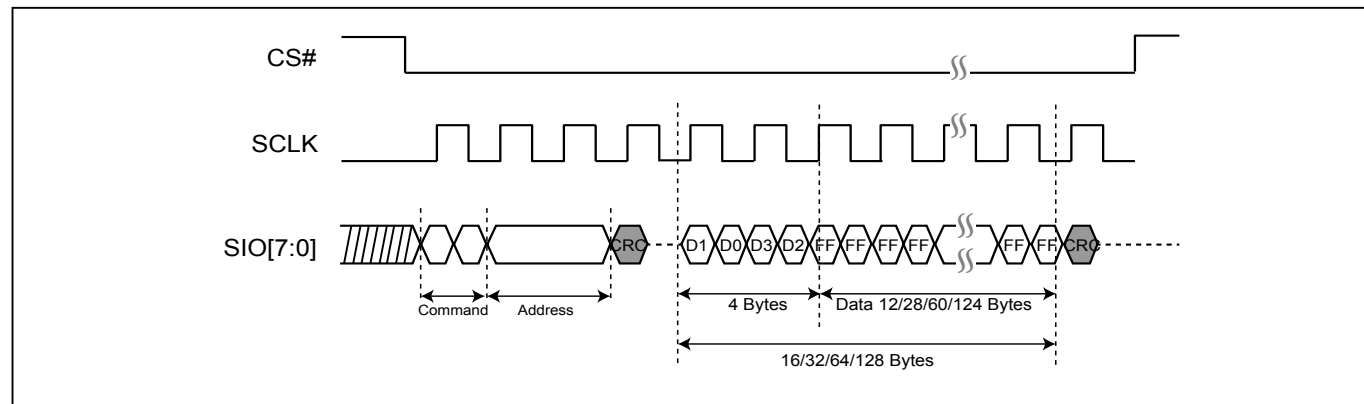 CS#
SCLK
SIO[7:0]
CRC D1 D0 D3 D2 FF FF FF FF FF FF CRC
Command Address 4 Bytes Data 12/28/60/124 Bytes
16/32/64/128 Bytes